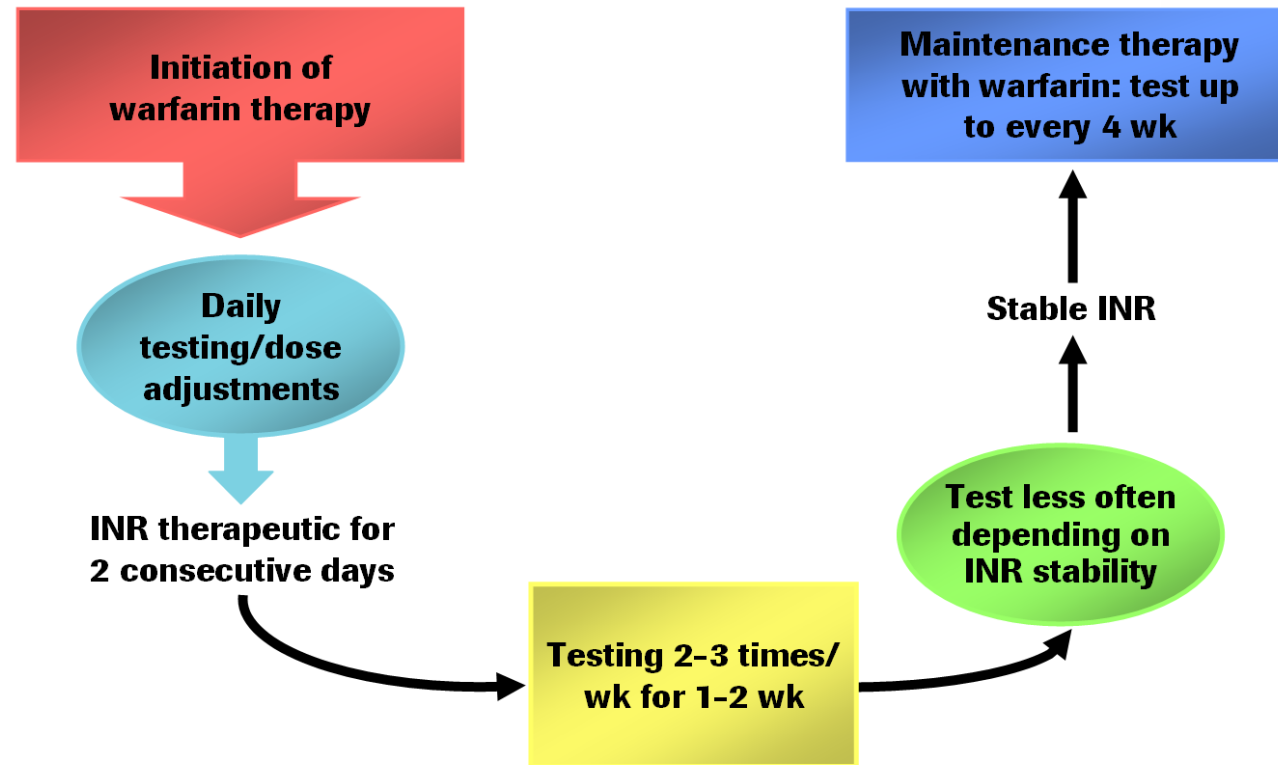 Initiation of
warfarin therapy
Daily
testing/dose
adjustments
INR therapeutic for
2 consecutive days
Testing 2–3 times/
wk for 1–2 wk
Test less often
depending on
INR stability
Stable INR
Maintenance therapy
with warfarin: test up
to every 4 wk